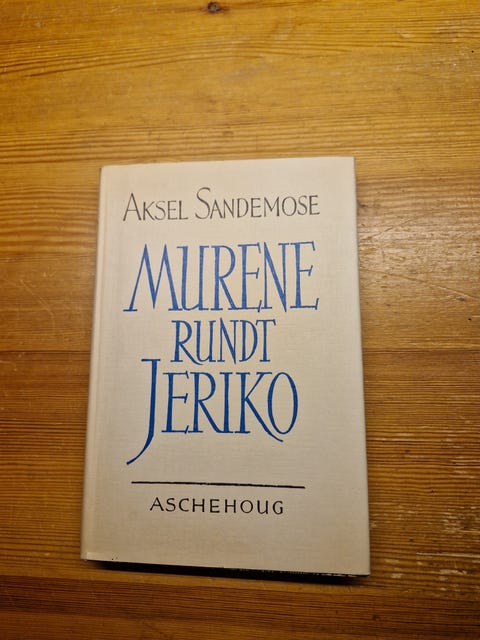 AKSEL SANDEMOSE
MURENE
RUNDT
JERIKO
ASCHEHOUG